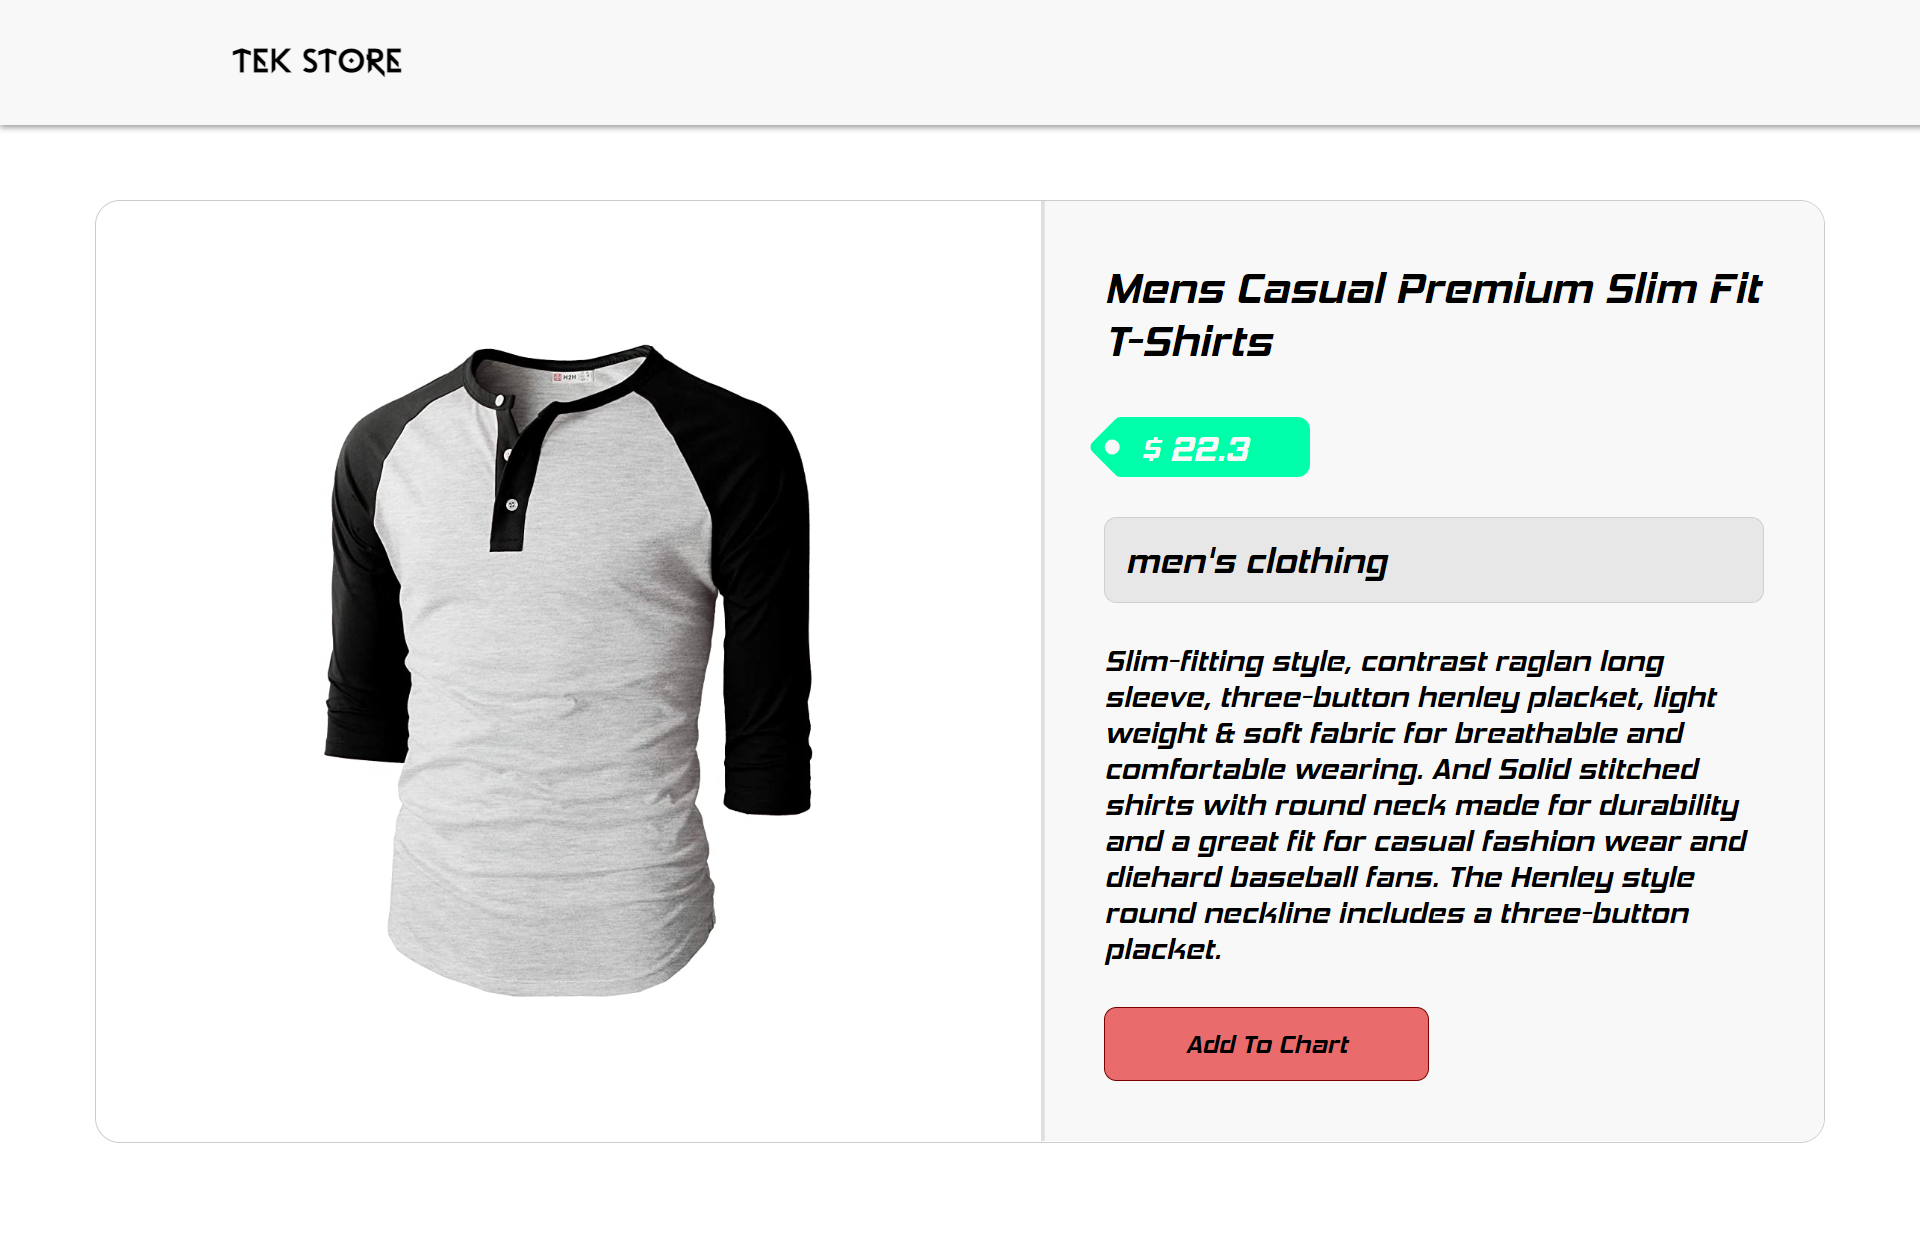 TEK STORE
H2H
Mens Casual Premium Slim Fit
T-Shirts
$ 22.3
men's clothing
Slim-fitting style, contrast raglan long
sleeve, three-button henley placket, light
weight & soft fabric for breathable and
comfortable wearing. And Solid stitched
shirts with round neck made for durability
and a great fit for casual fashion wear and
diehard baseball fans. The Henley style
round neckline includes a three-button
placket.
Add To Chart